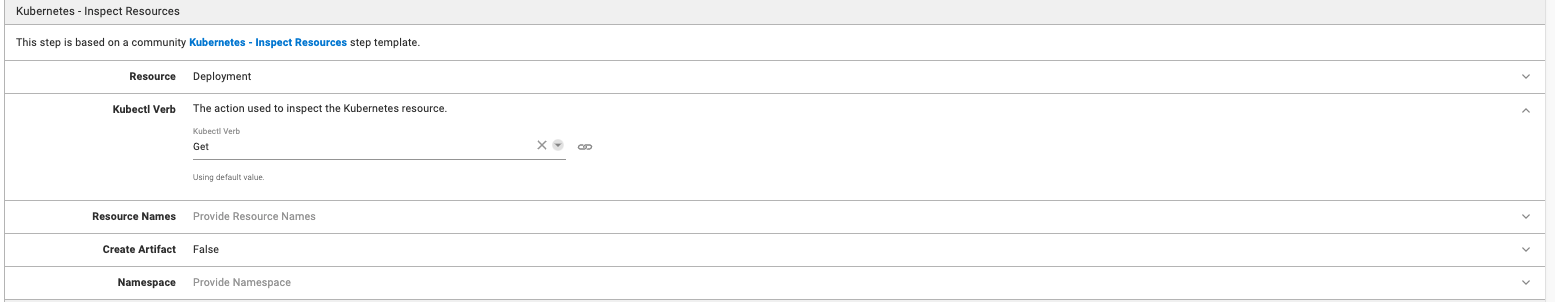 Kubernetes - Inspect Resources
This step is based on a community Kubernetes - Inspect Resources step template.
Resource Deployment
Kubectl Verb The action used to inspect the Kubernetes resource.
Kubectl Verb
Get
Using default value.
Resource Names Provide Resource Names
Create Artifact False
Namespace Provide Namespace